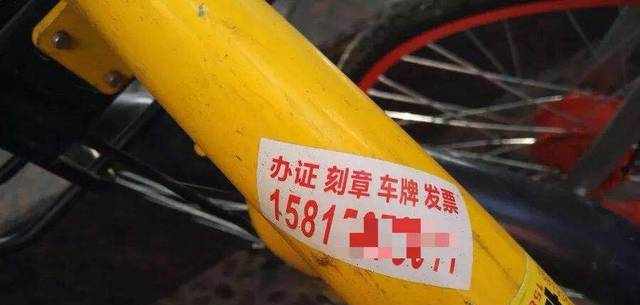 办证 刻章 车牌 发票
1581